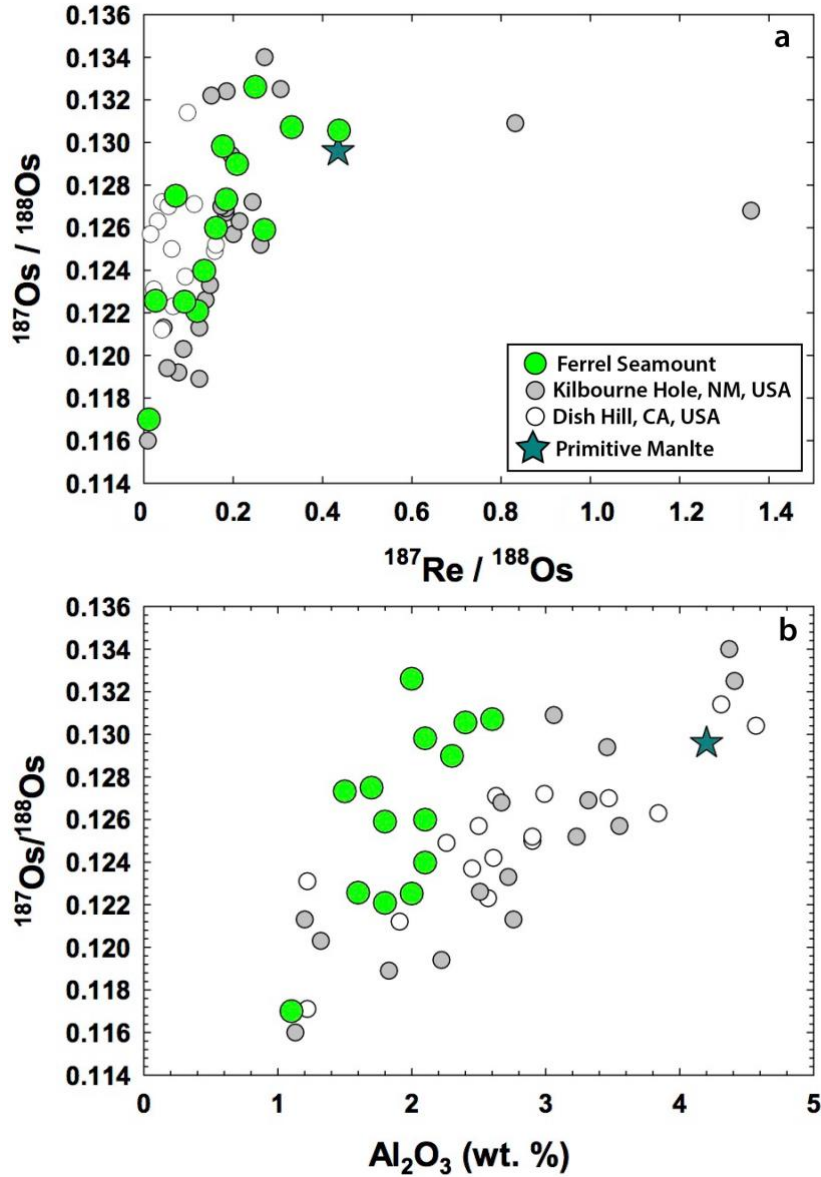 a
0.136
0.134
0.132
0.130
0.128
0.126
0.124
0.122
0.120
0.118
0.116
0.114
187Os / 188Os
Ferrel Seamount
Kilbourne Hole, NM, USA
Dish Hill, CA, USA
Primitive Manlte
0 0.2 0.4 0.6 0.8 1.0 1.2 1.4
187Re / 188Os
b
0.136
0.134
0.132
0.130
0.128
0.126
0.124
0.122
0.120
0.118
0.116
0.114
187Os/188Os
0 1 2 3 4 5
Al2O3 (wt. %)